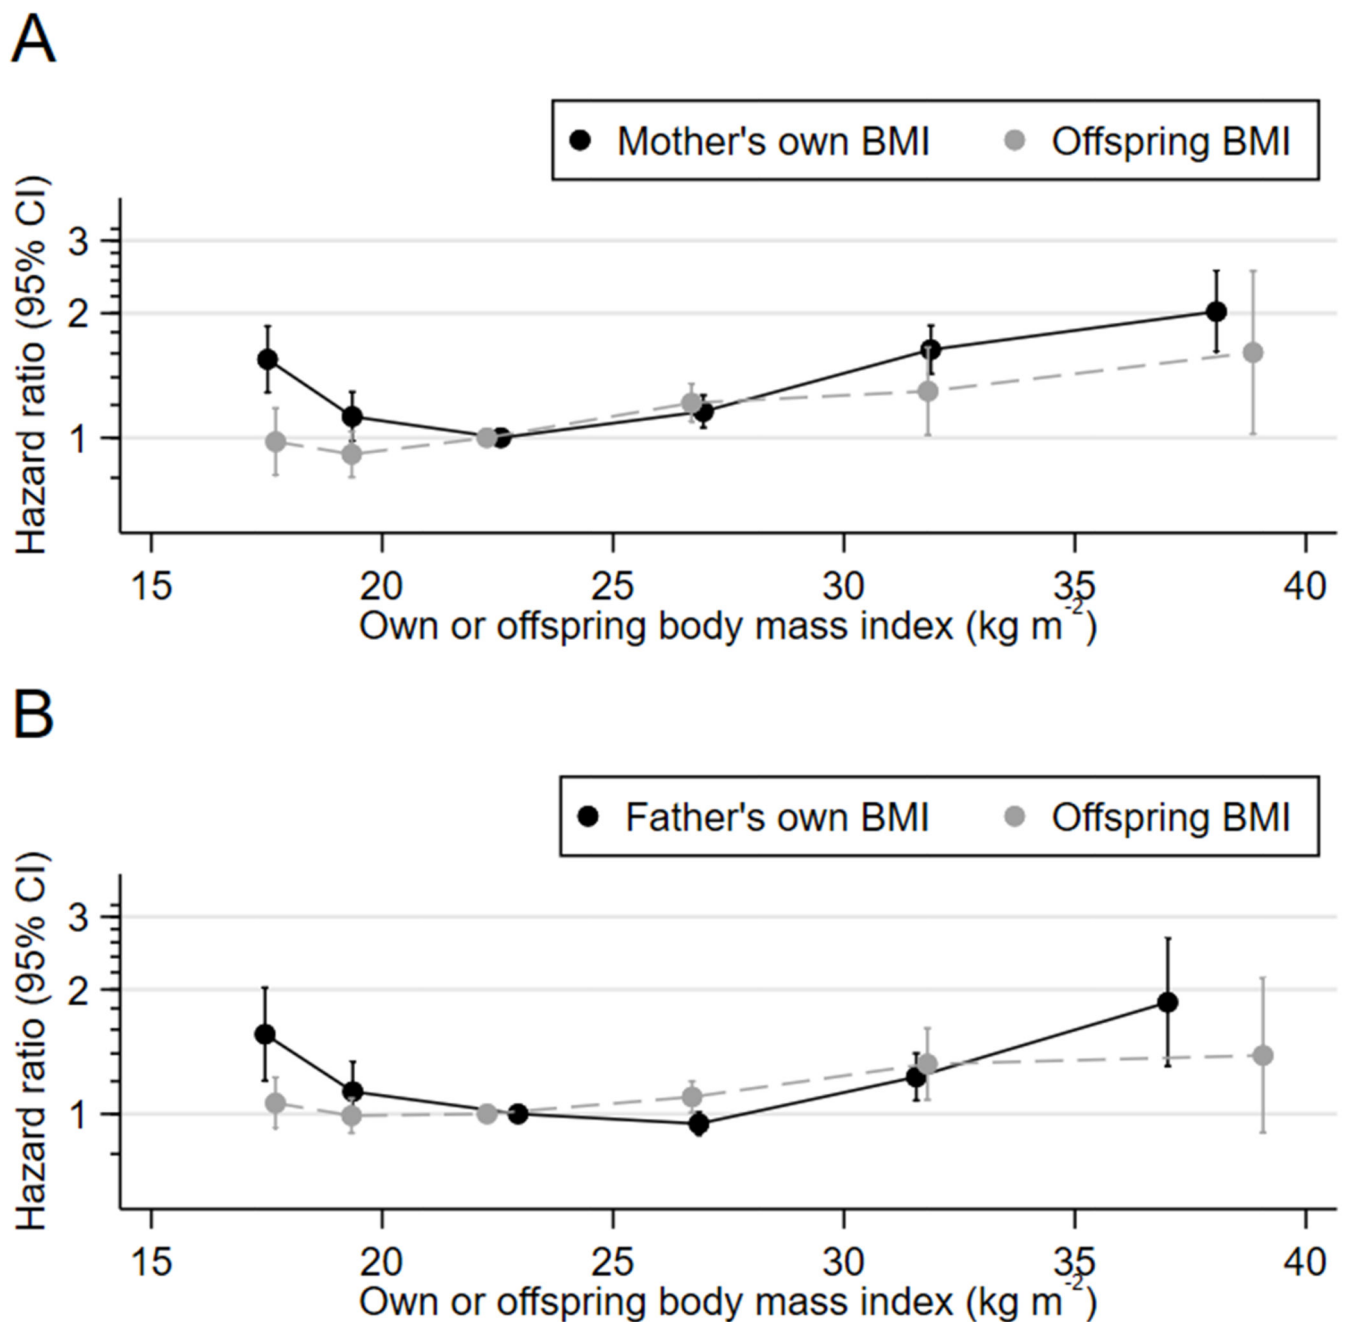 A
Mother's own BMI Offspring BMI
Hazard ratio (95% CI)
3
2
1
15 20 25 30 35 40
Own or offspring body mass index (kg m⁻²)
B
Father's own BMI Offspring BMI
Hazard ratio (95% CI)
3
2
1
15 20 25 30 35 40
Own or offspring body mass index (kg m⁻²)